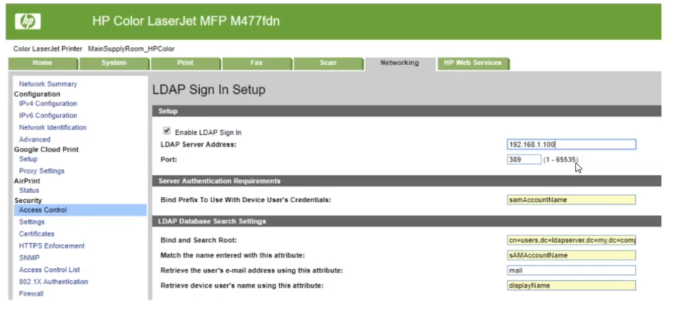 hp HP Color LaserJet MFP M477fdn
Color LaserJet Printer MainSupplyRoom_HPColor
Home System Print Fax Scan Networking HP Web Services
Network Summary
Configuration
IPv4 Configuration
IPv6 Configuration
Network Identification
Advanced
Google Cloud Print
Setup
Proxy Settings
AirPrint
Status
Security
Access Control
Settings
Certificates
HTTPS Enforcement
SNMP
Access Control List
802.1X Authentication
Firewall
LDAP Sign In Setup
Setup
Enable LDAP Sign In
LDAP Server Address: 192.168.1.100
Port: 389 (1 - 65535)
Server Authentication Requirements
Bind Prefix To Use With Device User's Credentials: samAccountName
LDAP Database Search Settings
Bind and Search Root: cn=users,dc=ldapserver,dc=my,dc=com
Match the name entered with this attribute: sAMAccountName
Retrieve the user's e-mail address using this attribute: mail
Retrieve device user's name using this attribute: displayName